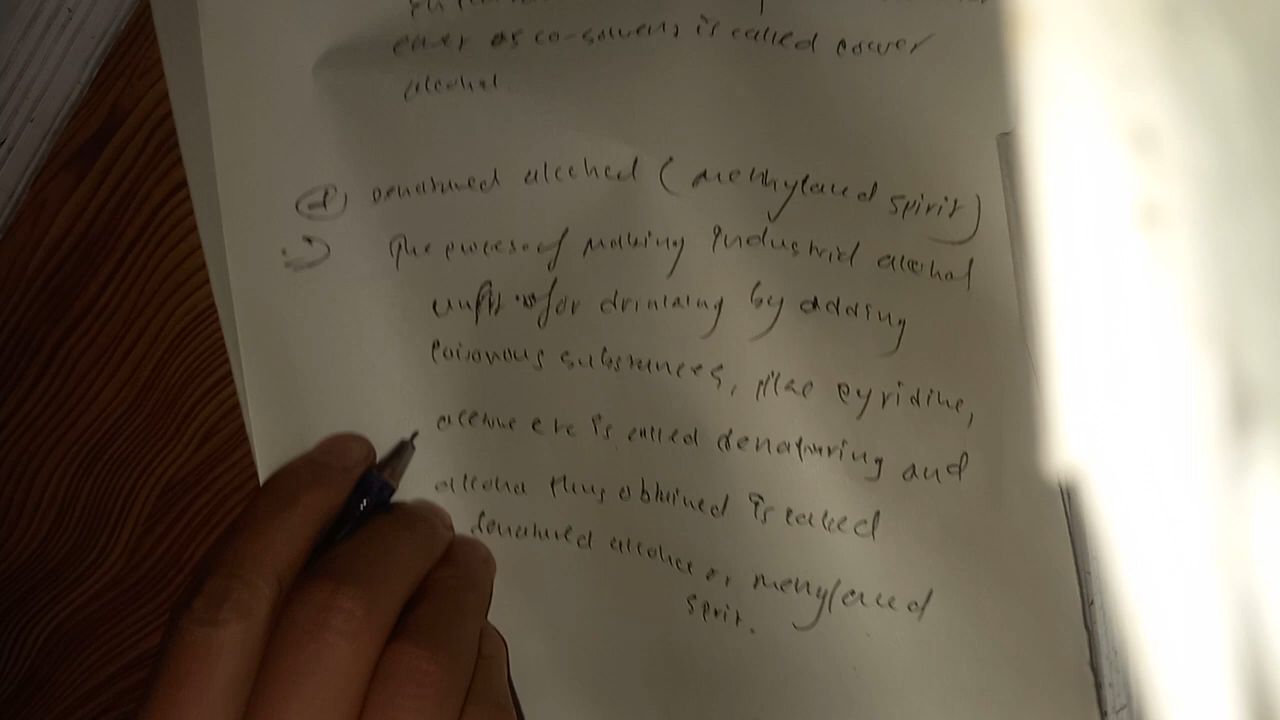 ether as co-solvent is called power
alcohol.
(d) Denatured alcohol (methylated spirit)
:-) The process of making industrial alcohol
unfit for drinking by adding
poisonous substances, like pyridine,
acetone etc is called denaturing and
alcohol thus obtained is called
denatured alcohol or methylated
spirit.